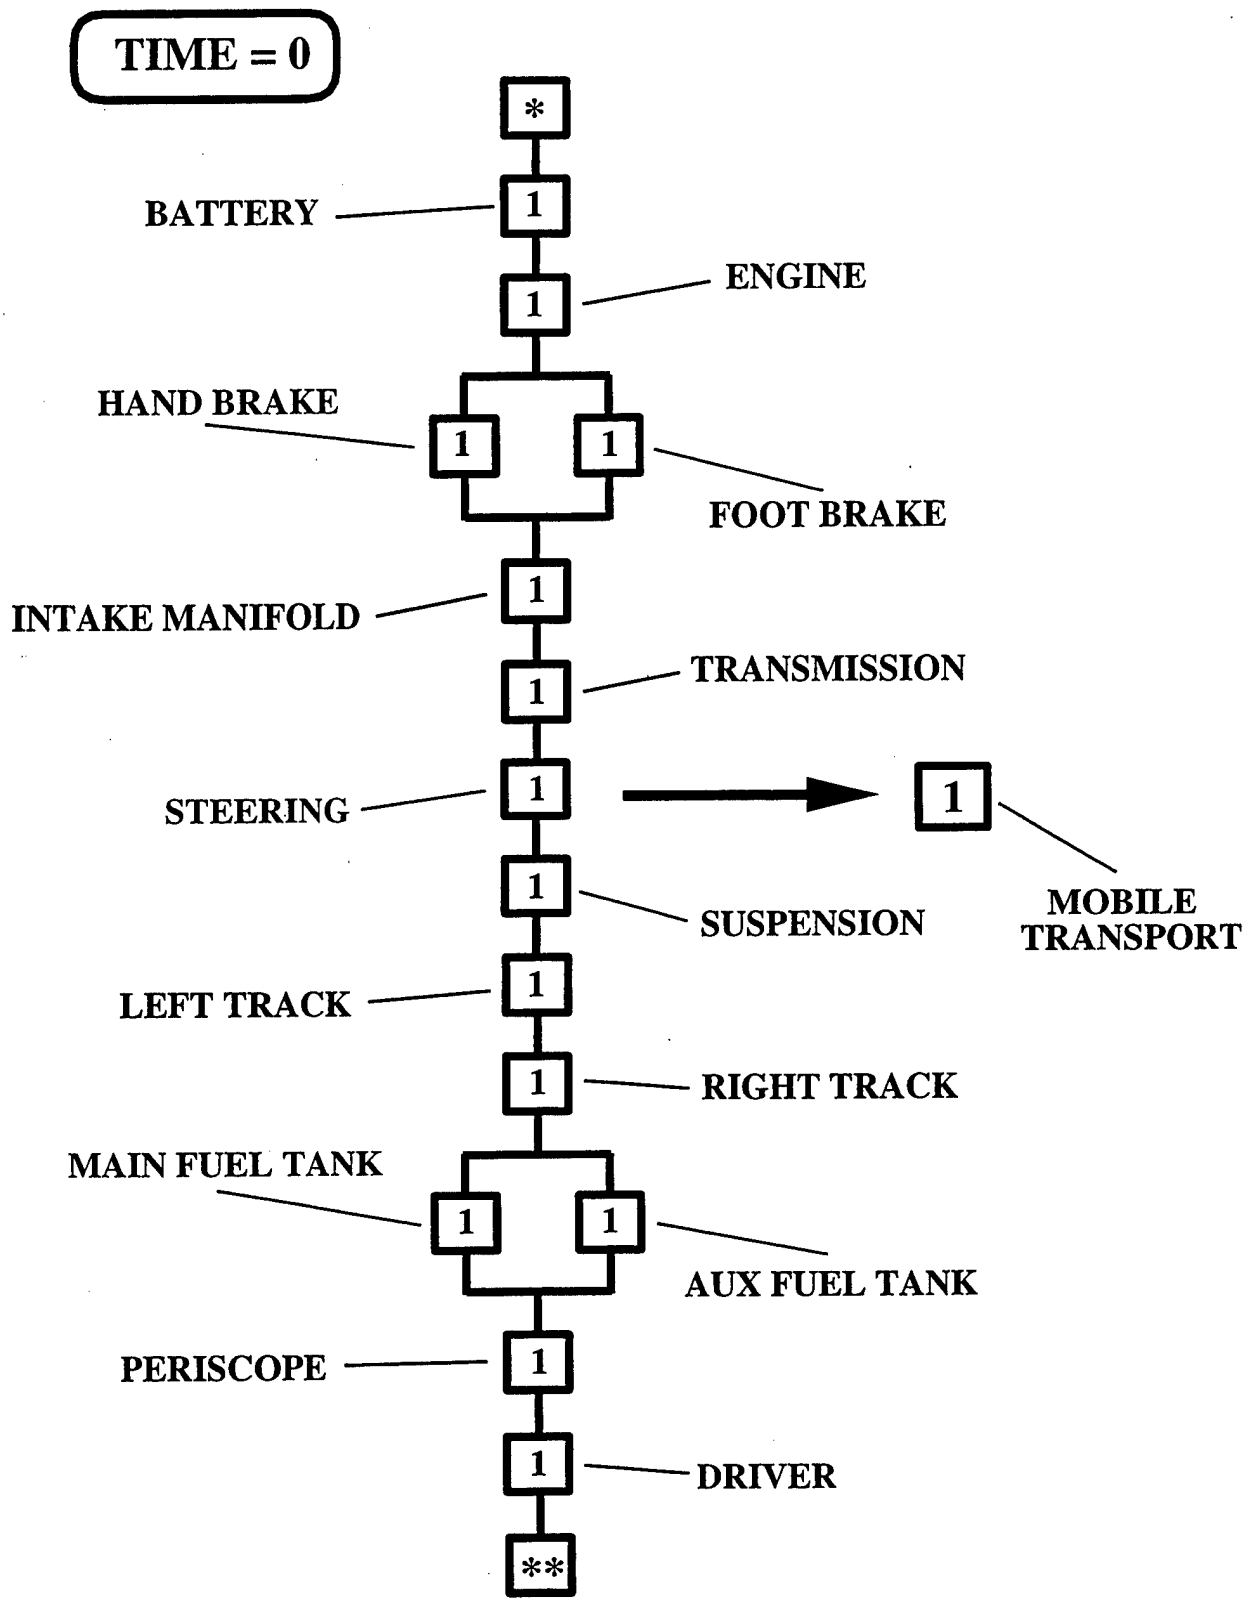 TIME = 0
*
BATTERY
1
1
ENGINE
HAND BRAKE
1
1
FOOT BRAKE
1
INTAKE MANIFOLD
1
TRANSMISSION
STEERING
1
1
MOBILE
TRANSPORT
1
SUSPENSION
LEFT TRACK
1
1
RIGHT TRACK
MAIN FUEL TANK
1
1
AUX FUEL TANK
PERISCOPE
1
1
DRIVER
**